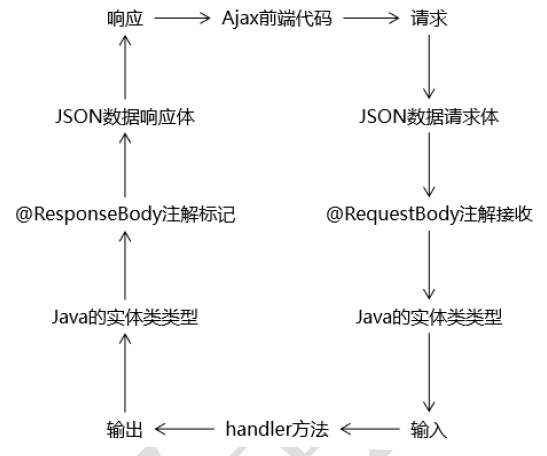 响应 Ajax前端代码 请求
JSON数据响应体 JSON数据请求体
@ResponseBody注解标记 @RequestBody注解接收
Java的实体类类型 Java的实体类类型
输出 handler方法 输入